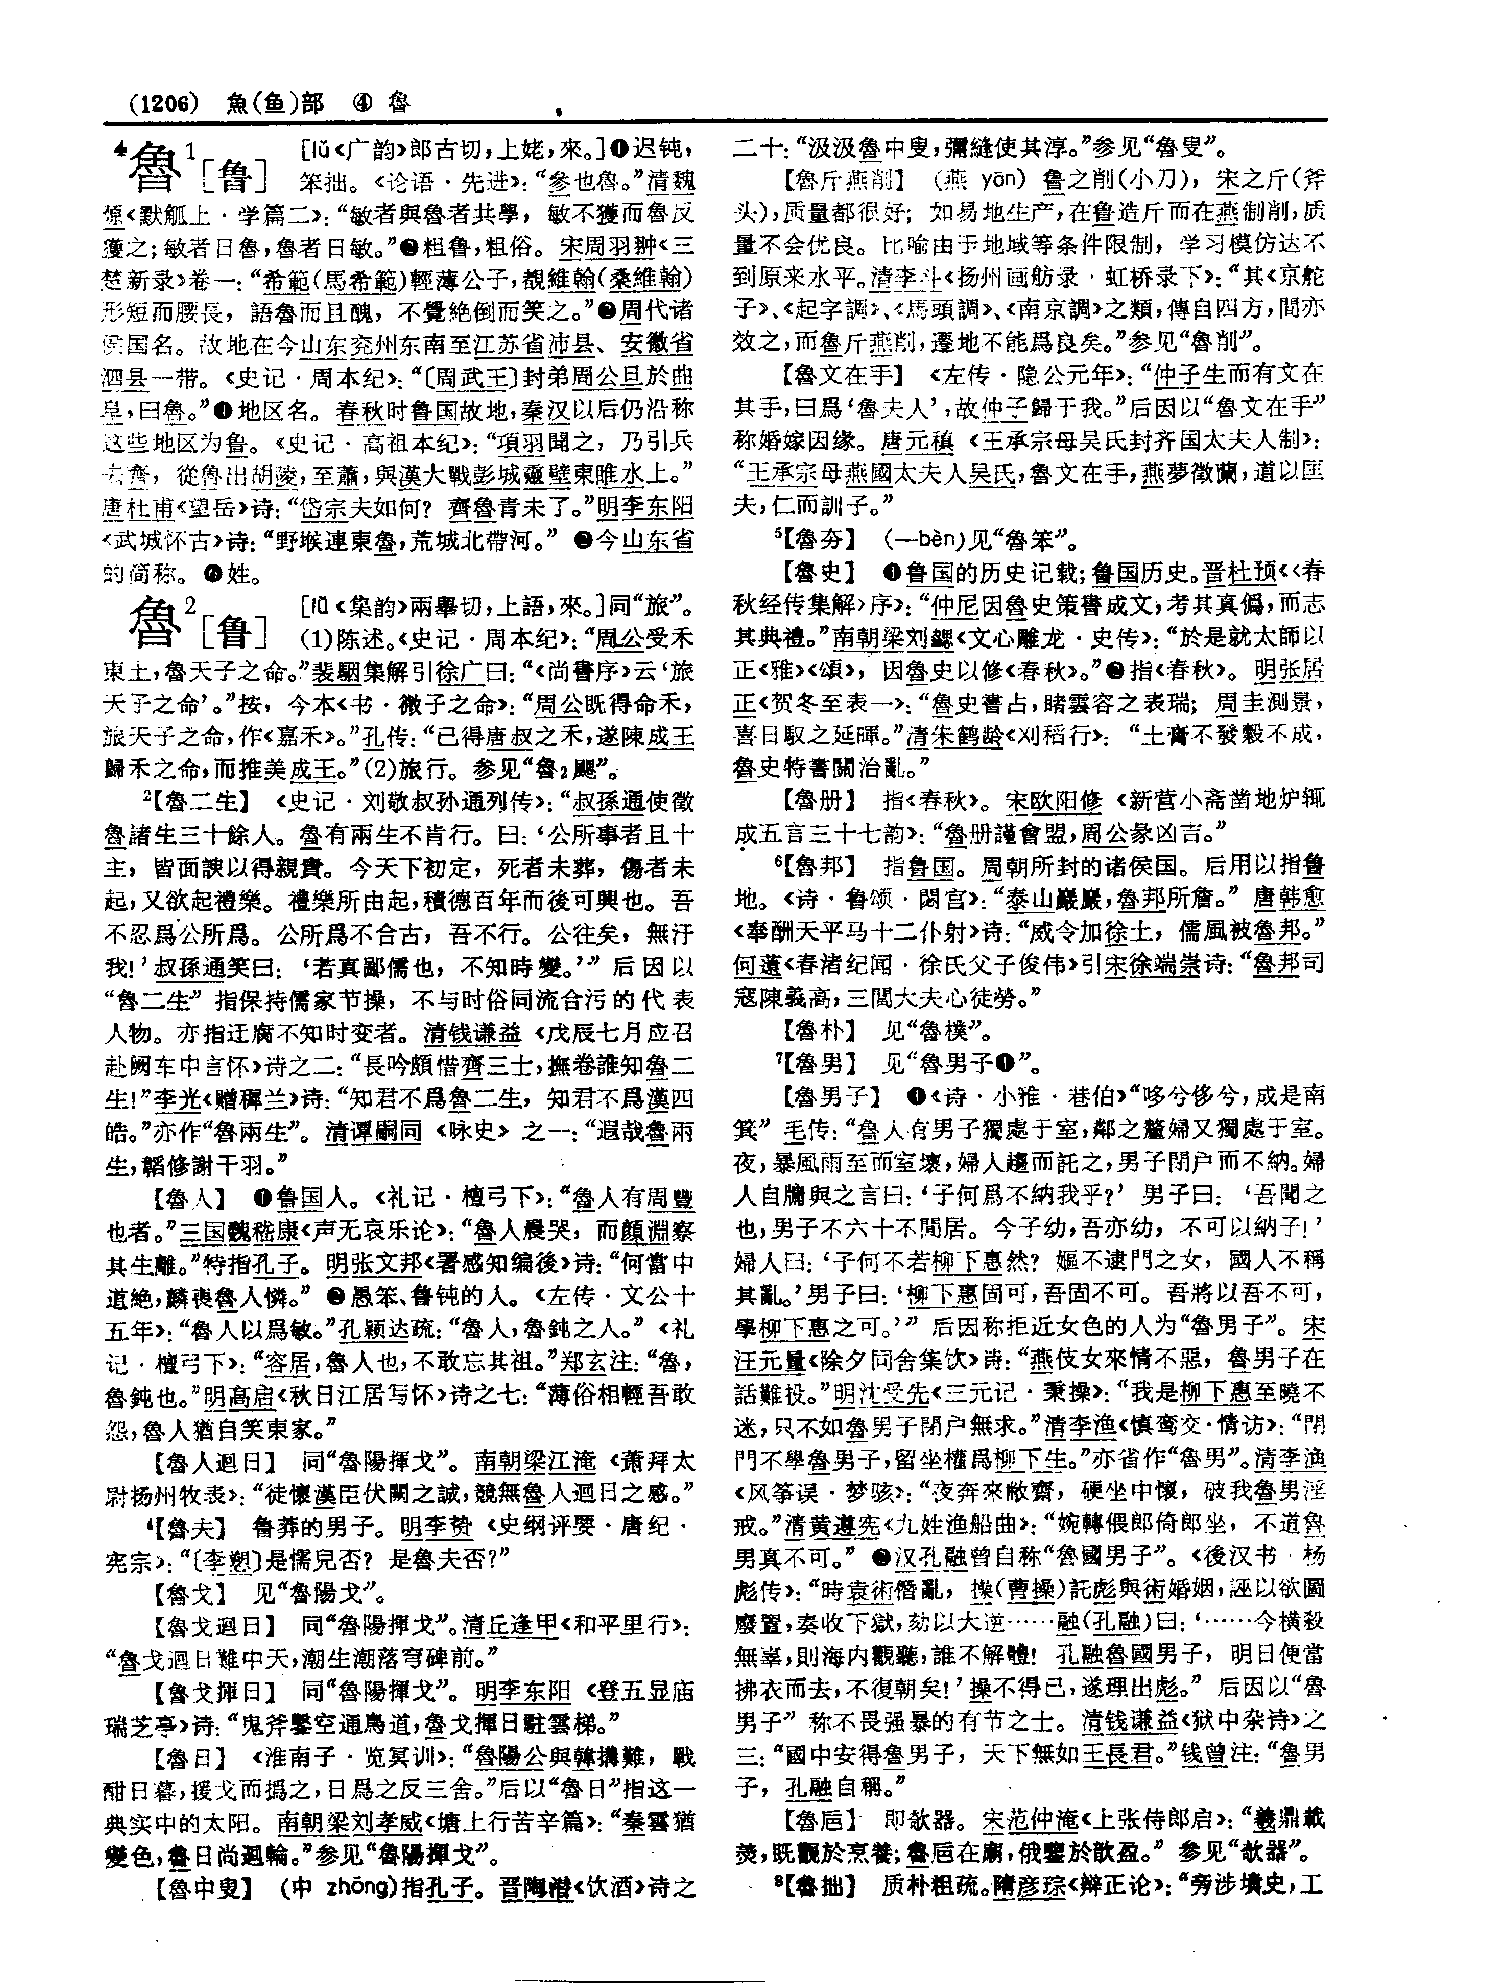 (1206) 魚(鱼)部 ④ 魯
⁴魯¹[鲁] [lǔ《广韵》郎古切，上姥，來。]❶迟钝，
笨拙。《论语·先进》：“參也魯。”清魏
源《默觚上·学篇二》：“敏者與魯者共學，敏不獲而魯反
獲之；敏者日魯，魯者日敏。”❷粗鲁，粗俗。宋周羽翀《三
楚新录》卷一：“希範(馬希範)輕薄公子，覩維翰(桑維翰)
形短而腰長，語魯而且醜，不覺絶倒而笑之。”❸周代诸
侯国名。故地在今山东兖州东南至江苏省沛县、安徽省
泗县一带。《史记·周本纪》：“〔周武王〕封弟周公旦於曲
阜，曰魯。”❹地区名。春秋时鲁国故地，秦汉以后仍沿称
这些地区为鲁。《史记·高祖本纪》：“項羽聞之，乃引兵
去齊，從魯出胡陵，至蕭，與漢大戰彭城靈壁東睢水上。”
唐杜甫《望岳》诗：“岱宗夫如何？齊魯青未了。”明李东阳
《武城怀古》诗：“野堠連東魯，荒城北帶河。”❺今山东省
的简称。❻姓。
魯²[鲁] [lǚ《集韵》兩舉切，上語，來。]同“旅”。
(1)陈述。《史记·周本纪》：“周公受禾
東土，魯天子之命。”裴駰集解引徐广曰：“《尚書序》云‘旅
天子之命’。”按，今本《书·微子之命》：“周公既得命禾，
旅天子之命，作《嘉禾》。”孔传：“已得唐叔之禾，遂陳成王
歸禾之命，而推美成王。”(2)旅行。参见“魯₂颺”。
²【魯二生】 《史记·刘敬叔孙通列传》：“叔孫通使徵
魯諸生三十餘人。魯有兩生不肯行。曰：‘公所事者且十
主，皆面諛以得親貴。今天下初定，死者未葬，傷者未
起，又欲起禮樂。禮樂所由起，積德百年而後可興也。吾
不忍爲公所爲。公所爲不合古，吾不行。公往矣，無汙
我！’叔孫通笑曰：‘若真鄙儒也，不知時變。’”后因以
“魯二生”指保持儒家节操，不与时俗同流合污的代表
人物。亦指迂腐不知时变者。清钱谦益《戊辰七月应召
赴阙车中言怀》诗之二：“長吟頗惜齊三士，撫卷誰知魯二
生！”李光《赠穉兰》诗：“知君不爲魯二生，知君不爲漢四
皓。”亦作“魯兩生”。清谭嗣同《咏史》之一：“遐哉魯兩
生，韜修謝干羽。”
【魯人】 ❶鲁国人。《礼记·檀弓下》：“魯人有周豐
也者。”三国魏嵇康《声无哀乐论》：“魯人晨哭，而顏淵察
其生離。”特指孔子。明张文邦《署感知编後》诗：“何當中
道絶，麟喪魯人憐。”❷愚笨、鲁钝的人。《左传·文公十
五年》：“魯人以爲敏。”孔颖达疏：“魯人，魯鈍之人。”《礼
记·檀弓下》：“容居，魯人也，不敢忘其祖。”郑玄注：“魯，
魯鈍也。”明高启《秋日江居写怀》诗之七：“薄俗相輕吾敢
怨，魯人猶自笑東家。”
【魯人迴日】 同“魯陽揮戈”。南朝梁江淹《萧拜太
尉扬州牧表》：“徒懷漢臣伏闕之誠，競無魯人迴日之感。”
⁴【魯夫】 鲁莽的男子。明李贽《史纲评要·唐纪·
宪宗》：“〔李愬〕是懦兒否？是魯夫否？”
【魯戈】 见“魯陽戈”。
【魯戈迴日】 同“魯陽揮戈”。清丘逢甲《和平里行》：
“魯戈迴日難中天，潮生潮落穹碑前。”
【魯戈揮日】 同“魯陽揮戈”。明李东阳《登五显庙
瑞芝亭》诗：“鬼斧鑿空通鳥道，魯戈揮日駐雲梯。”
【魯日】 《淮南子·览冥训》：“魯陽公與韓搆難，戰
酣日暮，援戈而撝之，日爲之反三舍。”后以“魯日”指这一
典实中的太阳。南朝梁刘孝威《塘上行苦辛篇》：“秦雲猶
變色，魯日尚迴輪。”参见“魯陽揮戈”。
【魯中叟】 (中 zhōng)指孔子。晋陶潜《饮酒》诗之
二十：“汲汲魯中叟，彌縫使其淳。”参见“魯叟”。
【魯斤燕削】 (燕 yān) 鲁之削(小刀)，宋之斤(斧
头)，质量都很好；如易地生产，在鲁造斤而在燕制削，质
量不会优良。比喻由于地域等条件限制，学习模仿达不
到原来水平。清李斗《扬州画舫录·虹桥录下》：“其《京舵
子》、《起字調》、《馬頭調》、《南京調》之類，傳自四方，間亦
效之，而魯斤燕削，遷地不能爲良矣。”参见“魯削”。
【魯文在手】 《左传·隐公元年》：“仲子生而有文在
其手，曰爲‘魯夫人’，故仲子歸于我。”后因以“魯文在手”
称婚嫁因缘。唐元稹《王承宗母吴氏封齐国太夫人制》：
“王承宗母燕國太夫人吴氏，魯文在手，燕夢徵蘭，道以匡
夫，仁而訓子。”
⁵【魯夯】 (—bèn)见“魯笨”。
【魯史】 ❶鲁国的历史记载；鲁国历史。晋杜预《〈春
秋经传集解〉序》：“仲尼因魯史策書成文，考其真僞，而志
其典禮。”南朝梁刘勰《文心雕龙·史传》：“於是就太師以
正《雅》《頌》，因魯史以修《春秋》。”❷指《春秋》。明张居
正《贺冬至表一》：“魯史書占，睹雲容之表瑞；周圭測景，
喜日馭之延暉。”清朱鹤龄《刈稻行》：“土膏不發穀不成，
魯史特書關治亂。”
【魯册】 指《春秋》。宋欧阳修《新营小斋凿地炉辄
成五言三十七韵》：“魯册謹會盟，周公彖凶吉。”
⁶【魯邦】 指鲁国。周朝所封的诸侯国。后用以指鲁
地。《诗·鲁颂·閟宫》：“泰山巖巖，魯邦所詹。”唐韩愈
《奉酬天平马十二仆射》诗：“威令加徐土，儒風被魯邦。”
何薳《春渚纪闻·徐氏父子俊伟》引宋徐端崇诗：“魯邦司
寇陳義高，三閭大夫心徒勞。”
【魯朴】 见“魯樸”。
⁷【魯男】 见“魯男子❶”。
【魯男子】 ❶《诗·小雅·巷伯》“哆兮侈兮，成是南
箕”毛传：“魯人有男子獨處于室，鄰之釐婦又獨處于室。
夜，暴風雨至而室壞，婦人趨而託之，男子閉户而不納。婦
人自牖與之言曰：‘子何爲不納我乎？’男子曰：‘吾聞之
也，男子不六十不間居。今子幼，吾亦幼，不可以納子！’
婦人曰：‘子何不若柳下惠然？嫗不逮門之女，國人不稱
其亂。’男子曰：‘柳下惠固可，吾固不可。吾將以吾不可，
學柳下惠之可。’”后因称拒近女色的人为“魯男子”。宋
汪元量《除夕同舍集饮》诗：“燕伎女來情不惡，魯男子在
話難投。”明沈受先《三元记·秉操》：“我是柳下惠至曉不
迷，只不如魯男子閉户無求。”清李渔《慎鸾交·情访》：“閉
門不學魯男子，留坐權爲柳下生。”亦省作“魯男”。清李渔
《风筝误·梦骇》：“夜奔來敝齋，硬坐中懷，破我魯男淫
戒。”清黄遵宪《九姓渔船曲》：“婉轉偎郎倚郎坐，不道魯
男真不可。”❷汉孔融曾自称“魯國男子”。《後汉书·杨
彪传》：“時袁術僭亂，操(曹操)託彪與術婚姻，誣以欲圖
廢置，奏收下獄，劾以大逆……融(孔融)曰：‘……今横殺
無辜，則海内觀聽，誰不解體！孔融魯國男子，明日便當
拂衣而去，不復朝矣！’操不得已，遂理出彪。”后因以“魯
男子”称不畏强暴的有节之士。清钱谦益《狱中杂诗》之
三：“國中安得魯男子，天下無如王長君。”钱曾注：“魯男
子，孔融自稱。”
【魯巵】 即欹器。宋范仲淹《上张侍郎启》：“羲鼎載
羮，既觀於烹養；魯巵在廟，俄鑒於欹盈。”参见“欹器”。
⁸【魯拙】 质朴粗疏。隋彦琮《辩正论》：“旁涉墳史，工